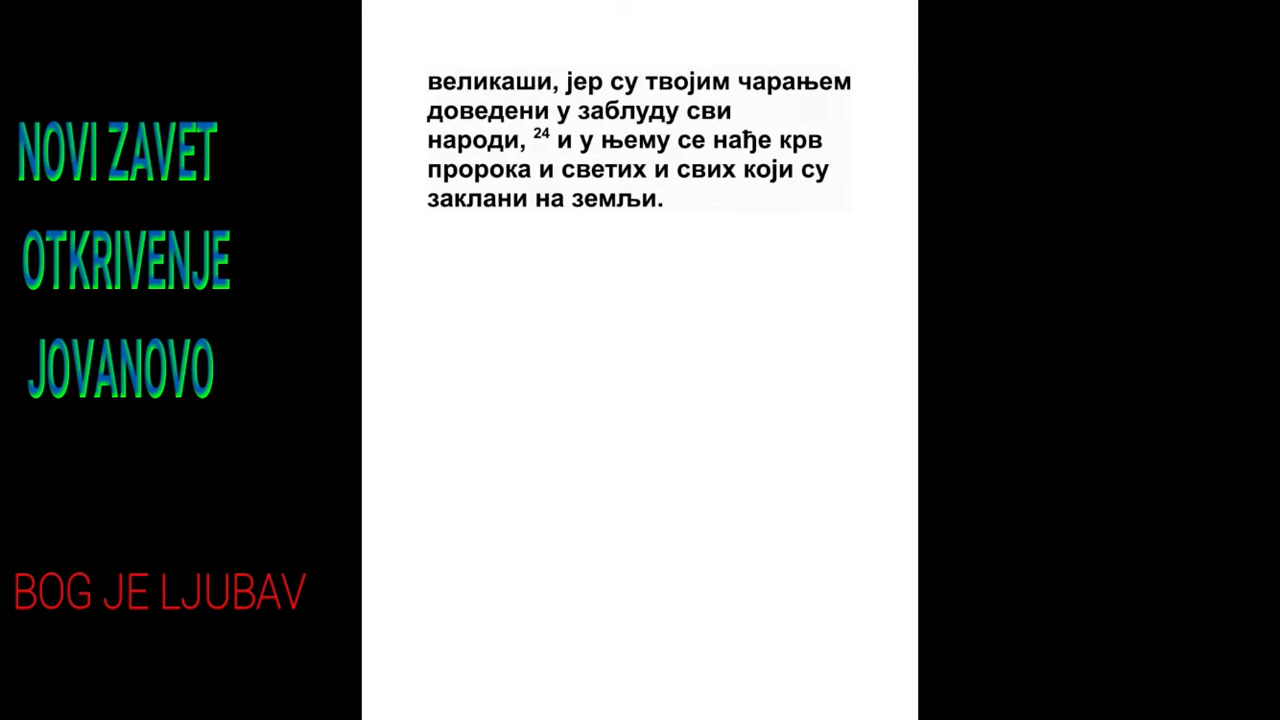 NOVI ZAVET
OTKRIVENJE
JOVANOVO
BOG JE LJUBAV
великаши, јер су твојим чарањем
доведени у заблуду сви
народи, 24 и у њему се нађе крв
пророка и светих и свих који су
заклани на земљи.